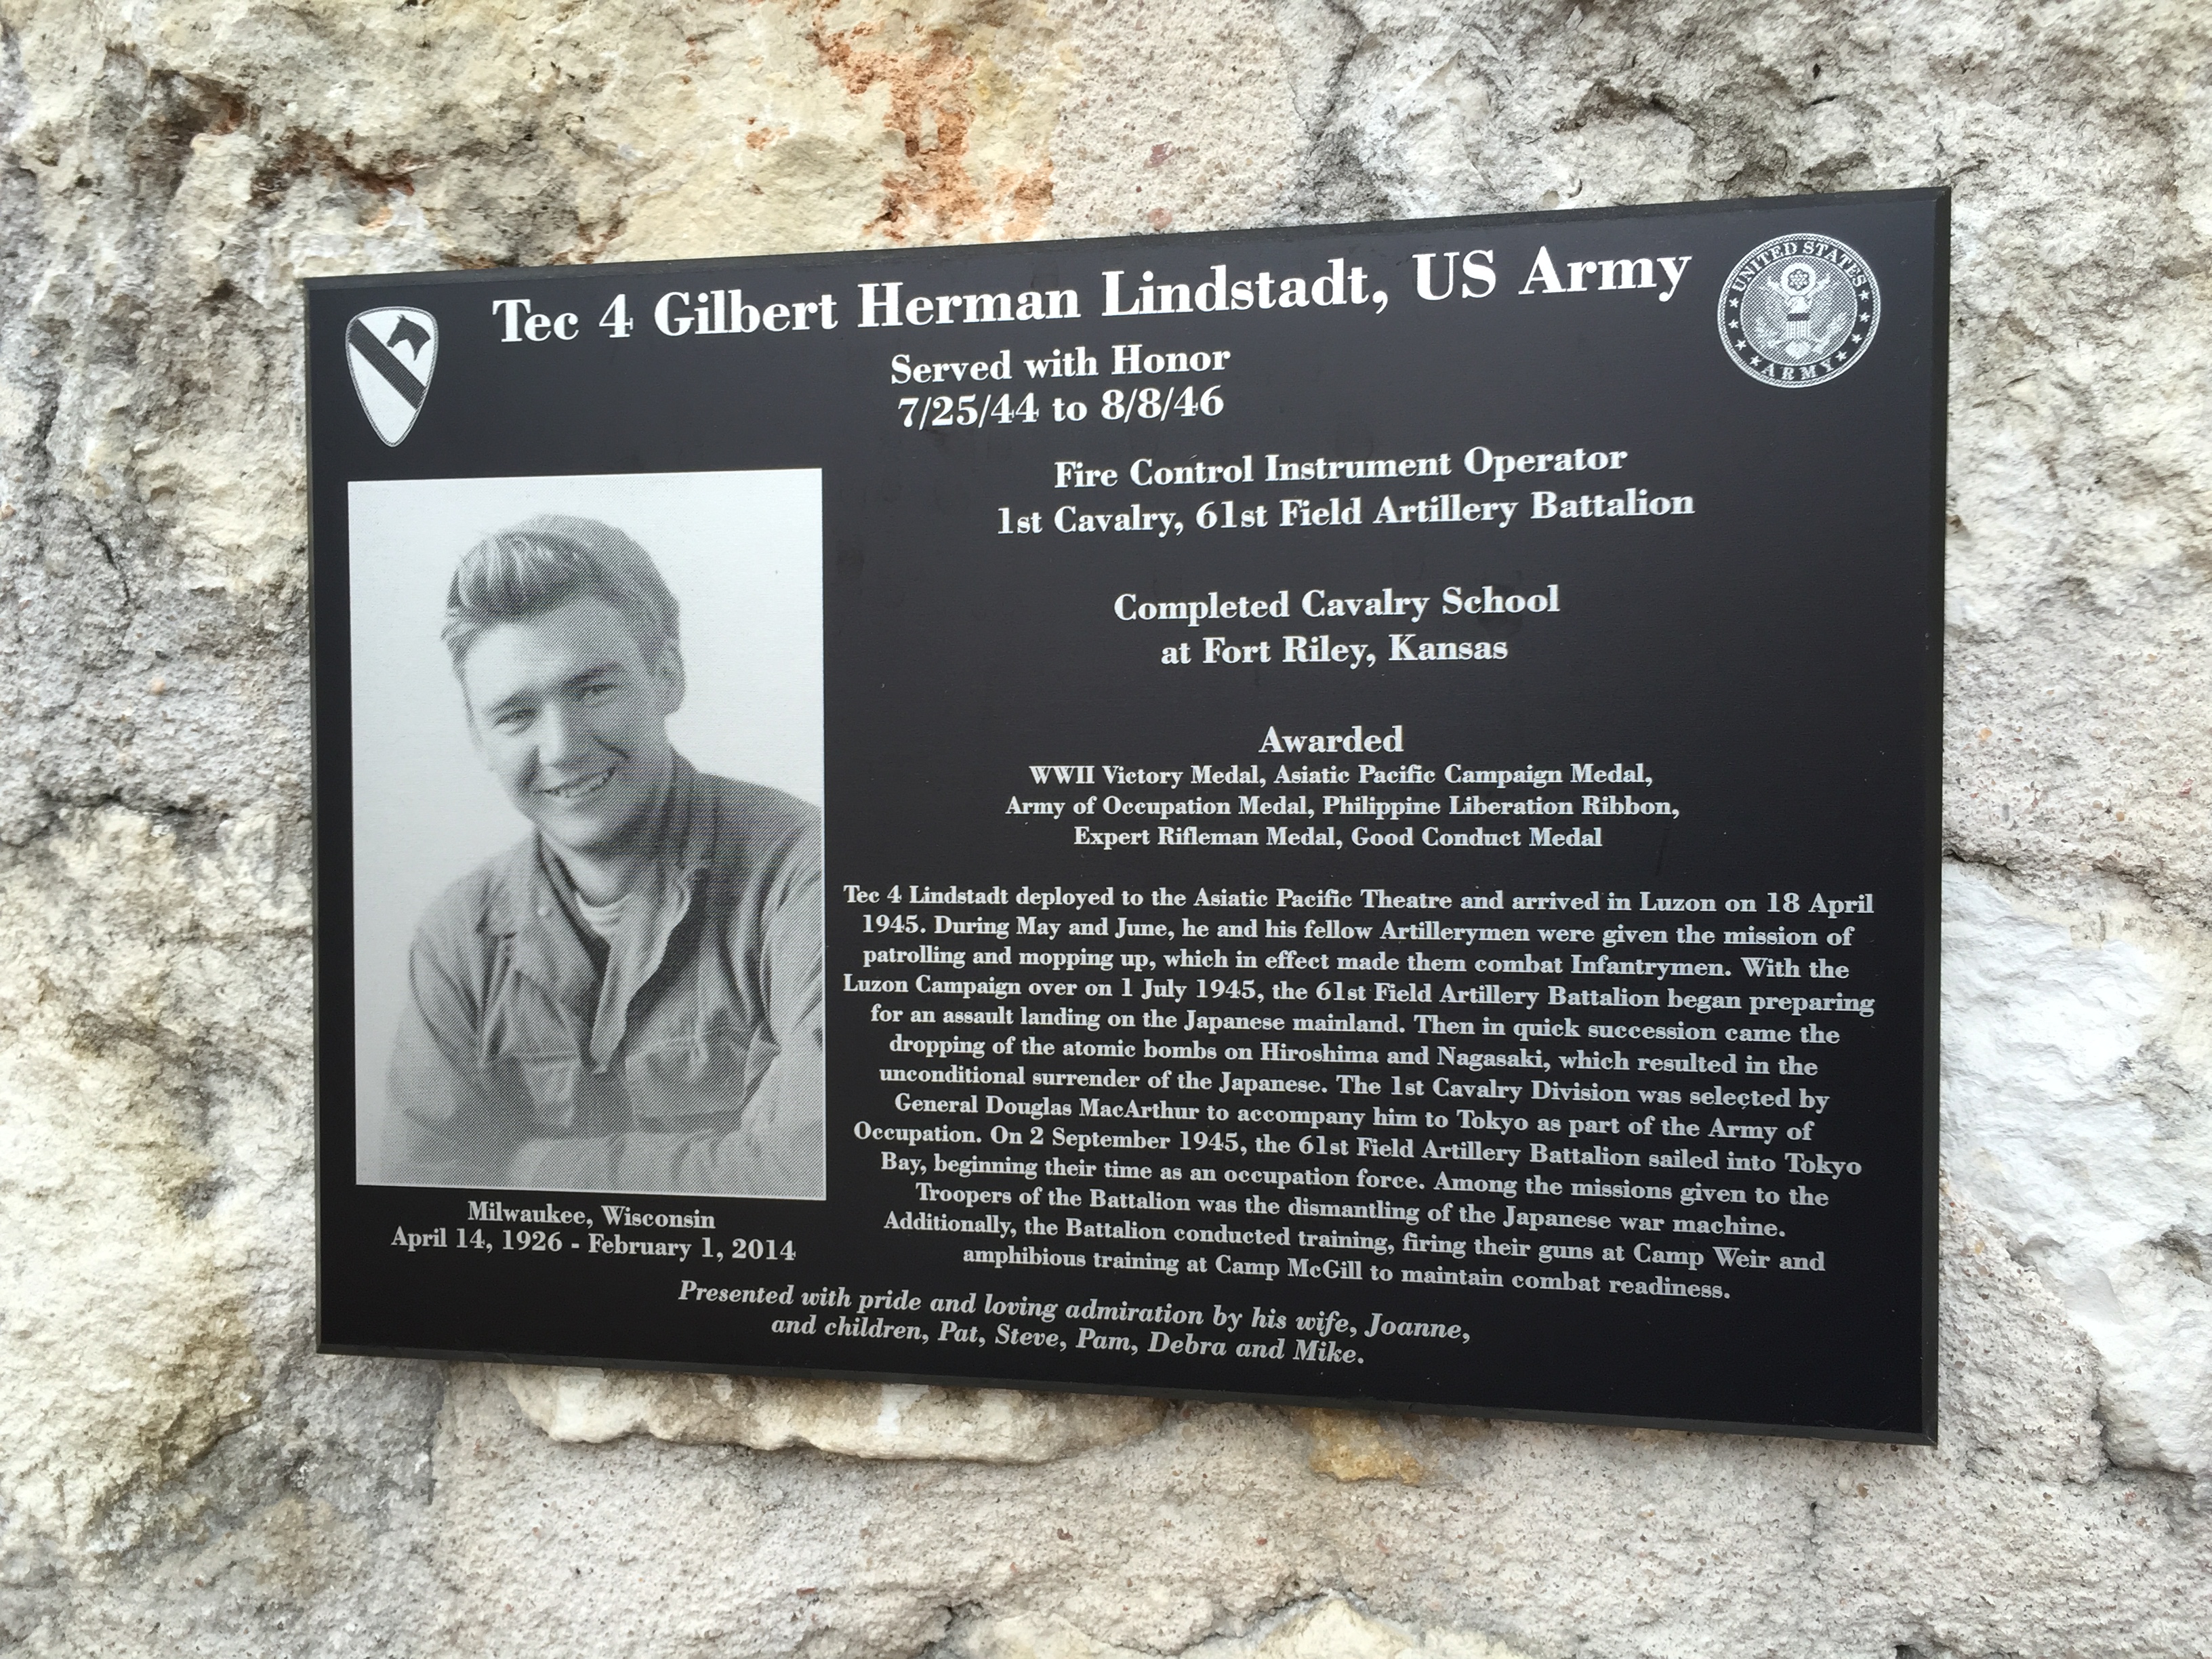 Tec 4 Gilbert Herman Lindstadt, US Army
UNITED STATES
ARMY
Served with Honor
7/25/44 to 8/8/46
Fire Control Instrument Operator
1st Cavalry, 61st Field Artillery Battalion
Completed Cavalry School
at Fort Riley, Kansas
Awarded
WWII Victory Medal, Asiatic Pacific Campaign Medal,
Army of Occupation Medal, Philippine Liberation Ribbon,
Expert Rifleman Medal, Good Conduct Medal
Tec 4 Lindstadt deployed to the Asiatic Pacific Theatre and arrived in Luzon on 18 April
1945. During May and June, he and his fellow Artillerymen were given the mission of
patrolling and mopping up, which in effect made them combat Infantrymen. With the
Luzon Campaign over on 1 July 1945, the 61st Field Artillery Battalion began preparing
for an assault landing on the Japanese mainland. Then in quick succession came the
dropping of the atomic bombs on Hiroshima and Nagasaki, which resulted in the
unconditional surrender of the Japanese. The 1st Cavalry Division was selected by
General Douglas MacArthur to accompany him to Tokyo as part of the Army of
Occupation. On 2 September 1945, the 61st Field Artillery Battalion sailed into Tokyo
Bay, beginning their time as an occupation force. Among the missions given to the
Troopers of the Battalion was the dismantling of the Japanese war machine.
Additionally, the Battalion conducted training, firing their guns at Camp Weir and
amphibious training at Camp McGill to maintain combat readiness.
Milwaukee, Wisconsin
April 14, 1926 - February 1, 2014
Presented with pride and loving admiration by his wife, Joanne,
and children, Pat, Steve, Pam, Debra and Mike.